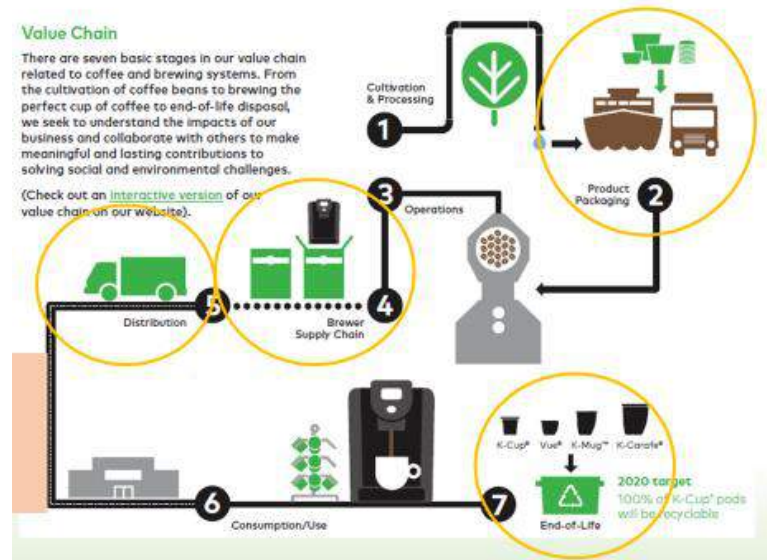 Value Chain
There are seven basic stages in our value chain
related to coffee and brewing systems. From
the cultivation of coffee beans to brewing the
perfect cup of coffee to end-of-life disposal,
we seek to understand the impacts of our
business and collaborate with others to make
meaningful and lasting contributions to
solving social and environmental challenges.
(Check out an interactive version of our
value chain on our website).
Cultivation
& Processing
1
Product
Packaging
2
3
Operations
4
Brewer
Supply Chain
5
Distribution
6
Consumption/Use
7
K-Cup® Vue® K-Mug™ K-Carafe®
End-of-Life
2020 target
100% of K-Cup® pods
will be recyclable